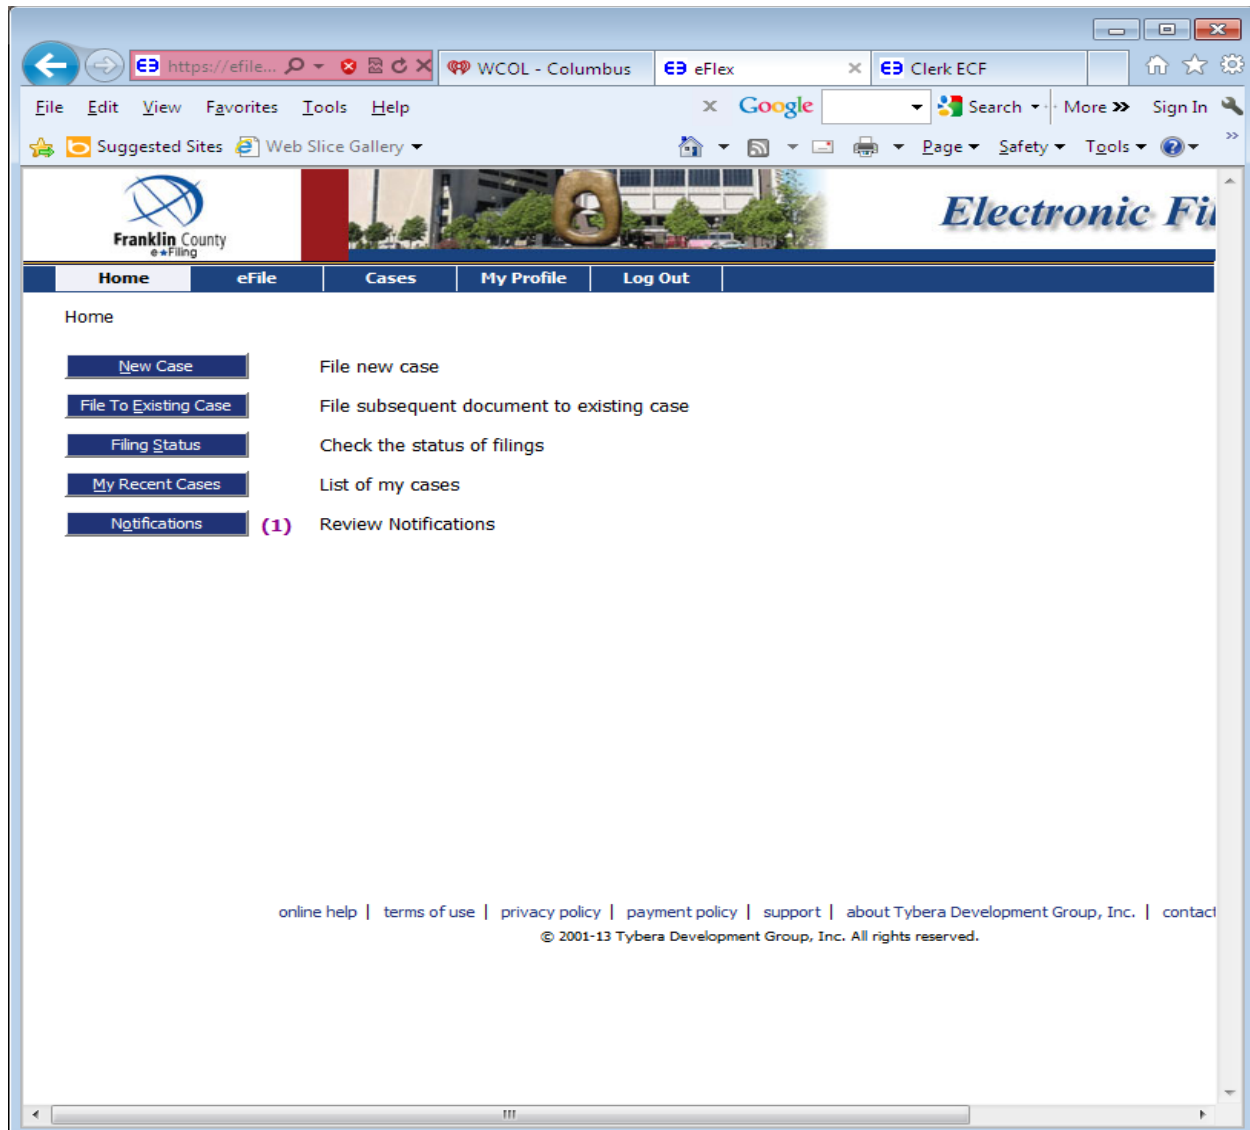 https://efile...
WCOL - Columbus
eFlex
Clerk ECF
File Edit View Favorites Tools Help
x Google Search More » Sign In
Suggested Sites Web Slice Gallery
Page Safety Tools
Franklin County
e★Filing
Electronic Fil
Home eFile Cases My Profile Log Out
Home
New Case File new case
File To Existing Case File subsequent document to existing case
Filing Status Check the status of filings
My Recent Cases List of my cases
Notifications (1) Review Notifications
online help | terms of use | privacy policy | payment policy | support | about Tybera Development Group, Inc. | contact
© 2001-13 Tybera Development Group, Inc. All rights reserved.